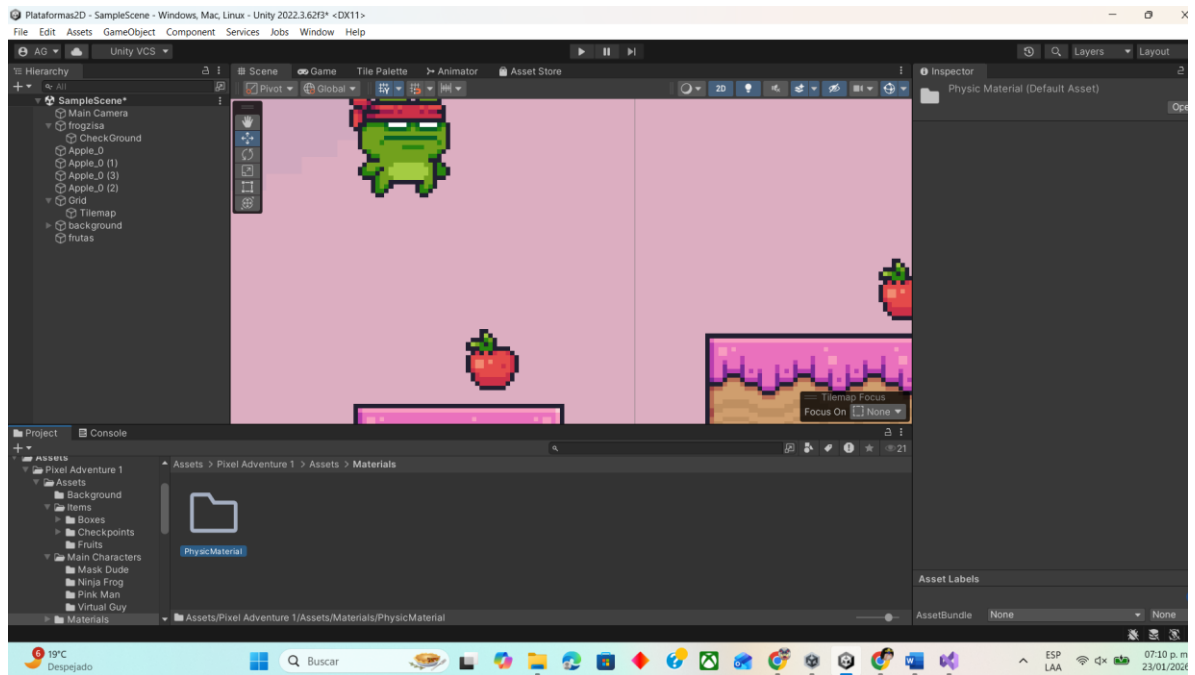 Plataformas2D - SampleScene - Windows, Mac, Linux - Unity 2022.3.62f3* <DX11>
File Edit Assets GameObject Component Services Jobs Window Help
AG Unity VCS Layers Layout
Hierarchy
All
SampleScene*
Main Camera
frogzisa
CheckGround
Apple_0
Apple_0 (1)
Apple_0 (3)
Apple_0 (2)
Grid
Tilemap
background
frutas
Scene Game Tile Palette Animator Asset Store
Pivot Global 2D
Tilemap Focus
Focus On None
Inspector
Physic Material (Default Asset)
Ope
Project Console
21
Assets
Pixel Adventure 1
Assets
Background
Items
Boxes
Checkpoints
Fruits
Main Characters
Mask Dude
Ninja Frog
Pink Man
Virtual Guy
Materials
Assets > Pixel Adventure 1 > Assets > Materials
PhysicMaterial
Assets/Pixel Adventure 1/Assets/Materials/PhysicMaterial
Asset Labels
AssetBundle None None
6
19°C
Despejado
Buscar
ESP
LAA
07:10 p. m
23/01/2026